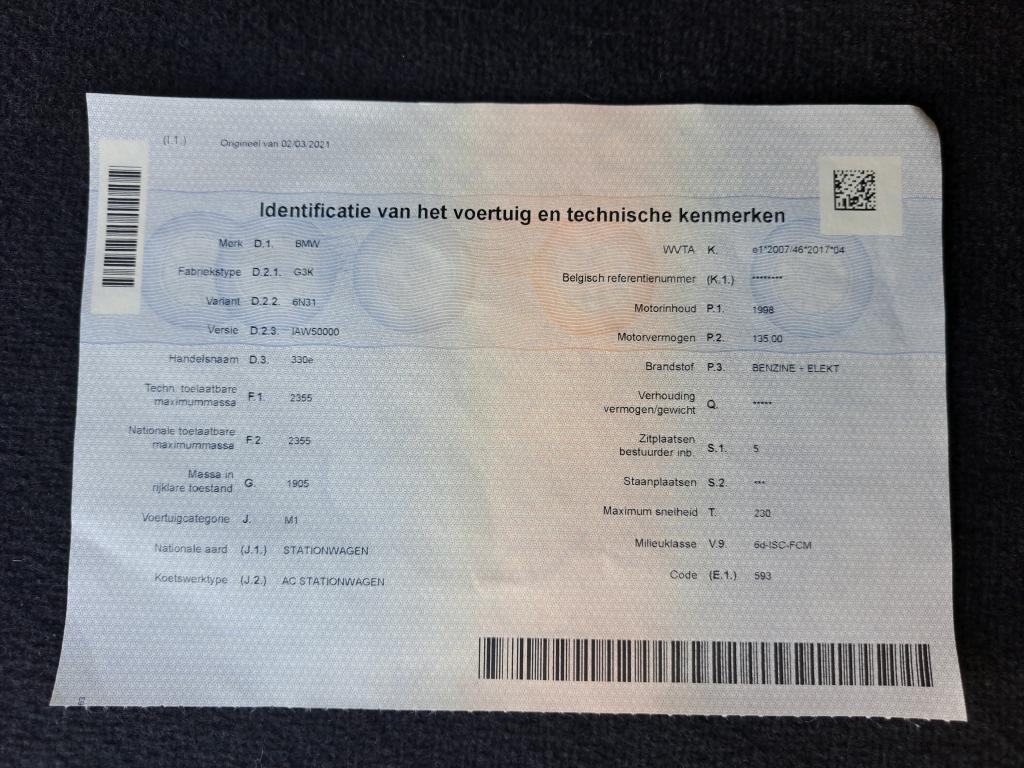 (I.1.) Origineel van 02/03/2021
Identificatie van het voertuig en technische kenmerken
Merk D.1. BMW
Fabriekstype D.2.1. G3K
Variant D.2.2. 6N31
Versie D.2.3. IAW50000
Handelsnaam D.3. 330e
Techn. toelaatbare
maximummassa F.1. 2355
Nationale toelaatbare
maximummassa F.2. 2355
Massa in
rijklare toestand G. 1905
Voertuigcategorie J. M1
Nationale aard (J.1.) STATIONWAGEN
Koetswerktype (J.2.) AC STATIONWAGEN
WVTA K. e1*2007/46*2017*04
Belgisch referentienummer (K.1.) ********
Motorinhoud P.1. 1998
Motorvermogen P.2. 135,00
Brandstof P.3. BENZINE + ELEKT
Verhouding
vermogen/gewicht Q. *****
Zitplaatsen
bestuurder inb. S.1. 5
Staanplaatsen S.2. ***
Maximum snelheid T. 230
Milieuklasse V.9. 6d-ISC-FCM
Code (E.1.) 593